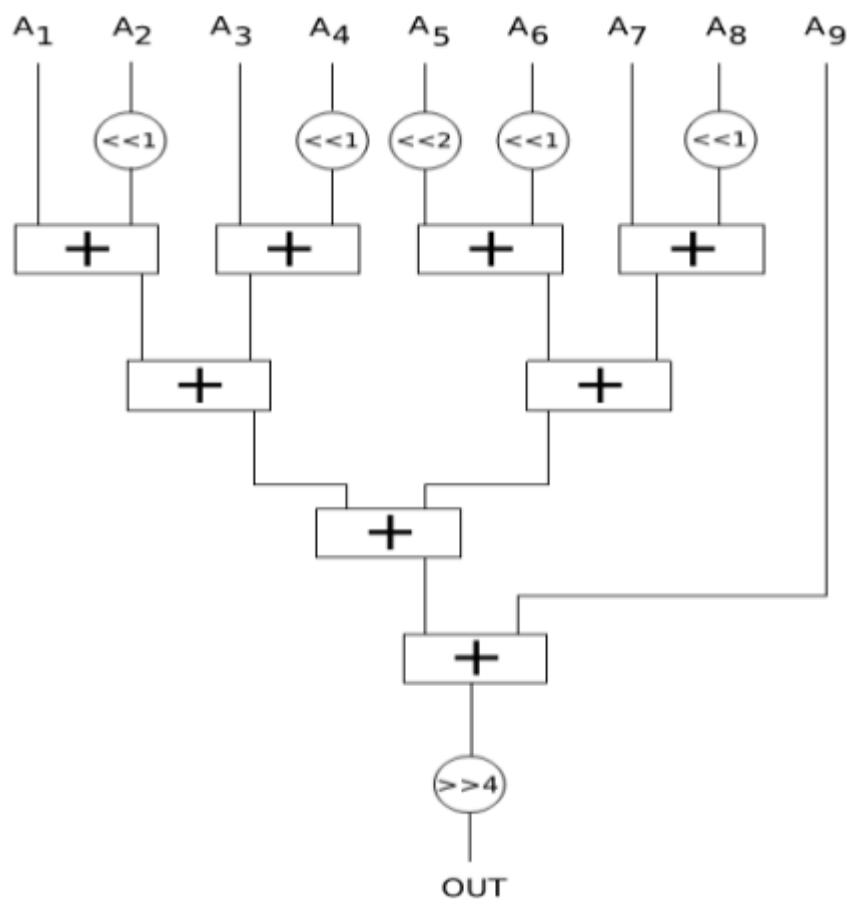 A1 A2 A3 A4 A5 A6 A7 A8 A9
<<1 <<1 <<2 <<1 <<1
+ + + +
+ +
+
+
>>4
OUT